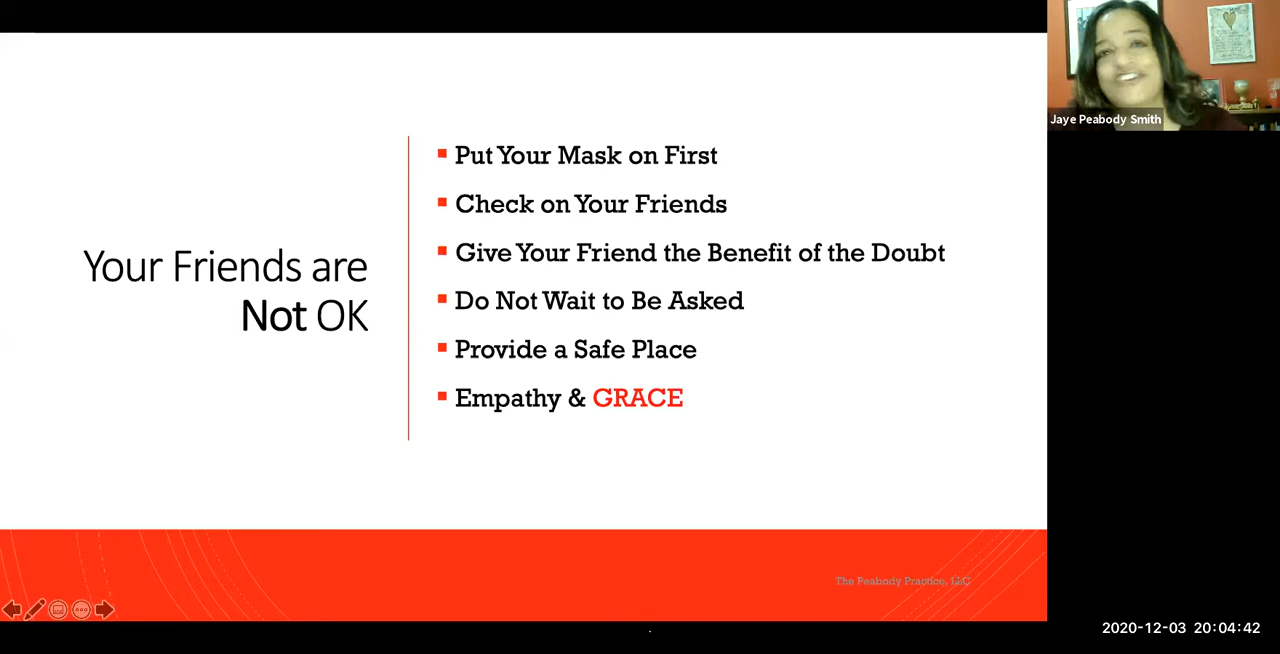 Your Friends are
Not OK
Put Your Mask on First
Check on Your Friends
Give Your Friend the Benefit of the Doubt
Do Not Wait to Be Asked
Provide a Safe Place
Empathy & GRACE
The Peabody Practice, LLC
Jaye Peabody Smith
2020-12-03 20:04:42